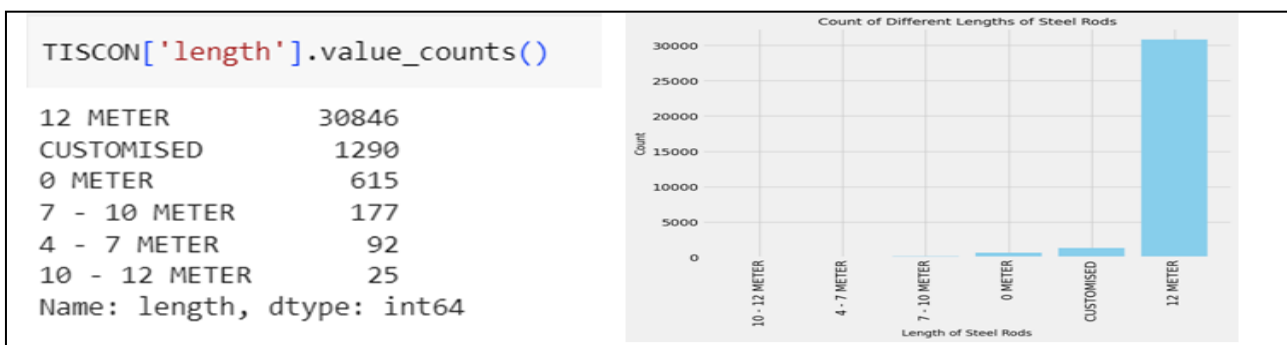 TISCON['length'].value_counts()
12 METER 30846
CUSTOMISED 1290
0 METER 615
7 - 10 METER 177
4 - 7 METER 92
10 - 12 METER 25
Name: length, dtype: int64
Count of Different Lengths of Steel Rods
Count
30000
25000
20000
15000
10000
5000
0
10 - 12 METER
4 - 7 METER
7 - 10 METER
0 METER
CUSTOMISED
12 METER
Length of Steel Rods